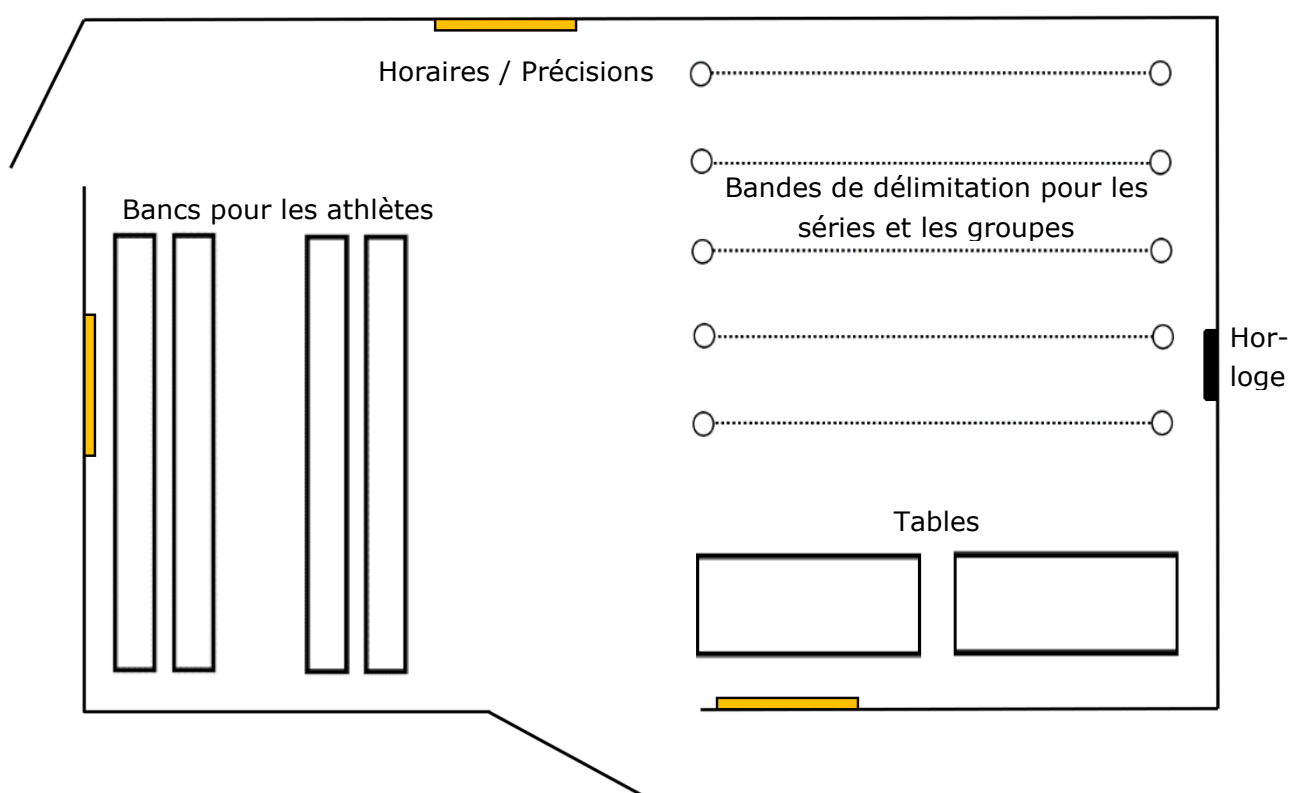 Horaires / Précisions
Bandes de délimitation pour les
séries et les groupes
Bancs pour les athlètes
Hor-
loge
Tables